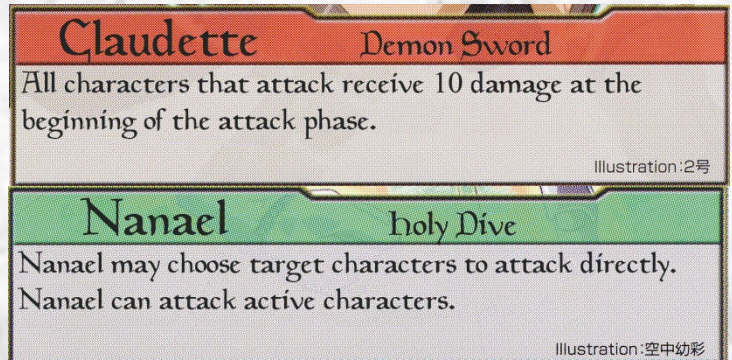 Claudette Demon Sword
All characters that attack receive 10 damage at the
beginning of the attack phase.
Illustration:2号
Nanael Holy Dive
Nanael may choose target characters to attack directly.
Nanael can attack active characters.
Illustration:空中幼彩